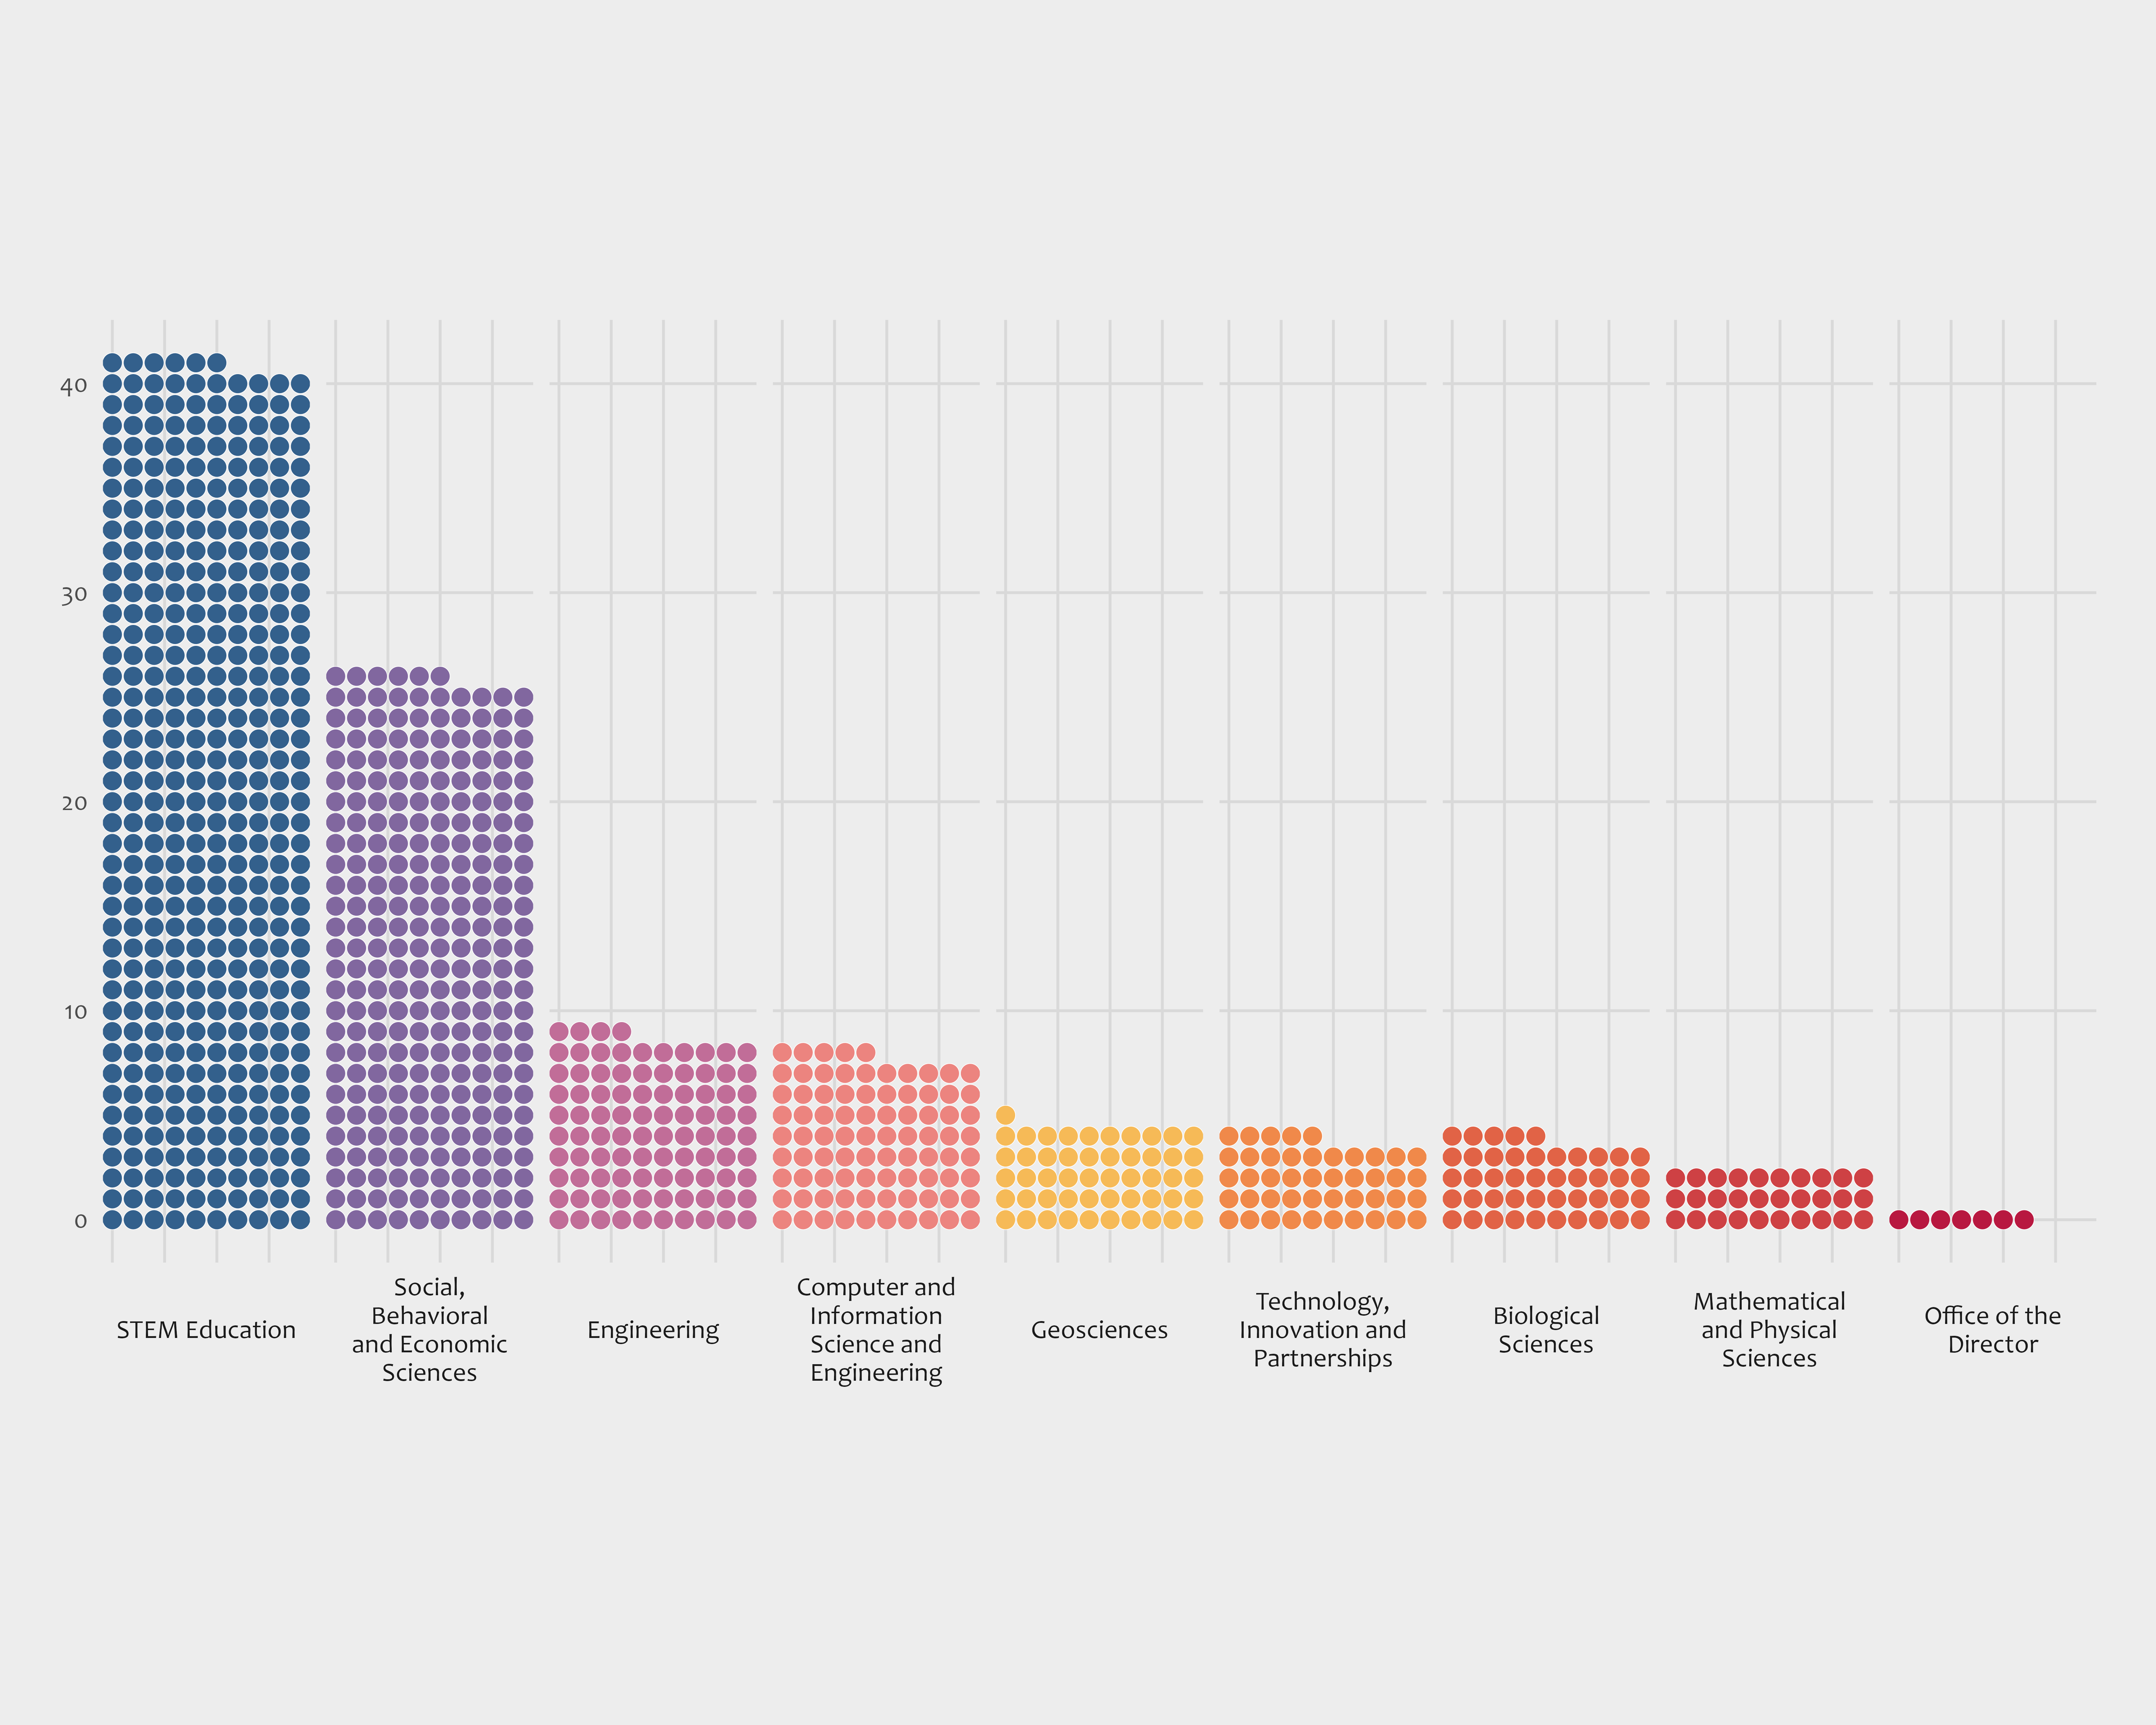 40
30
20
10
0
STEM Education
Social,
Behavioral
and Economic
Sciences
Engineering
Computer and
Information
Science and
Engineering
Geosciences
Technology,
Innovation and
Partnerships
Biological
Sciences
Mathematical
and Physical
Sciences
Office of the
Director